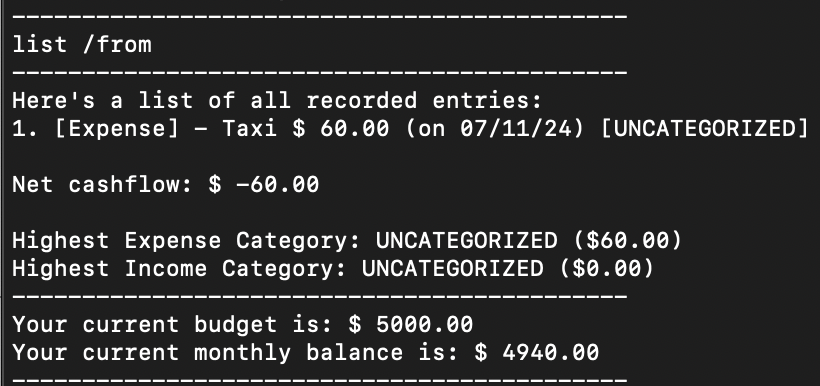 --------------------------------------------
list /from
--------------------------------------------
Here's a list of all recorded entries:
1. [Expense] - Taxi $ 60.00 (on 07/11/24) [UNCATEGORIZED]
Net cashflow: $ -60.00
Highest Expense Category: UNCATEGORIZED ($60.00)
Highest Income Category: UNCATEGORIZED ($0.00)
--------------------------------------------
Your current budget is: $ 5000.00
Your current monthly balance is: $ 4940.00
--------------------------------------------